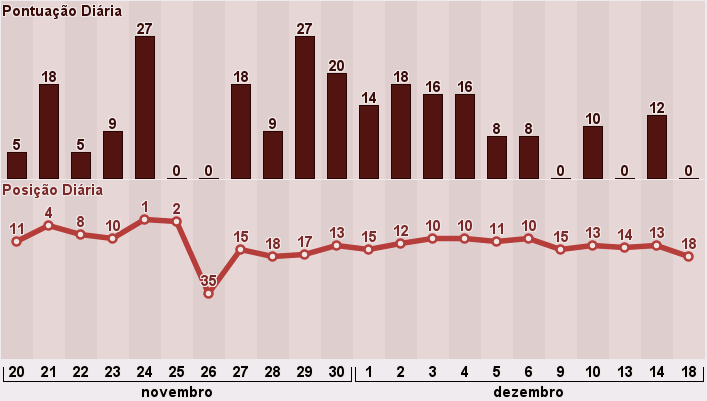 Pontuação Diária
5 18 5 9 27 0 0 18 9 27 20 14 18 16 16 8 8 0 10 0 12 0
Posição Diária
11 4 8 10 1 2 35 15 18 17 13 15 12 10 10 11 10 15 13 14 13 18
20 21 22 23 24 25 26 27 28 29 30 1 2 3 4 5 6 9 10 13 14 18
novembro dezembro